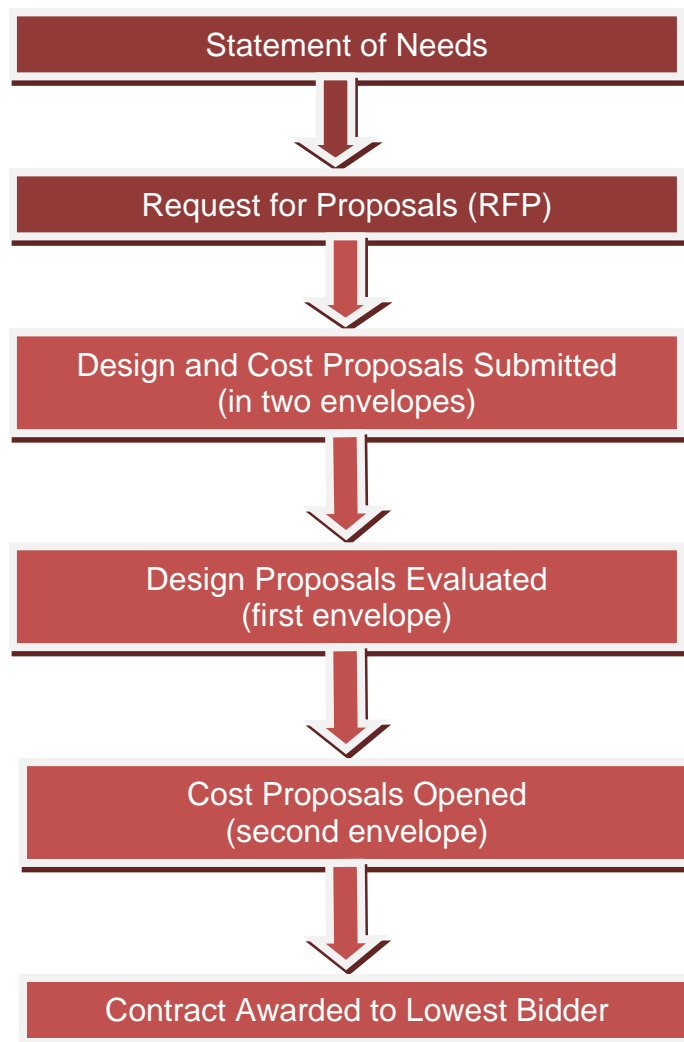 Statement of Needs
Request for Proposals (RFP)
Design and Cost Proposals Submitted
(in two envelopes)
Design Proposals Evaluated
(first envelope)
Cost Proposals Opened
(second envelope)
Contract Awarded to Lowest Bidder